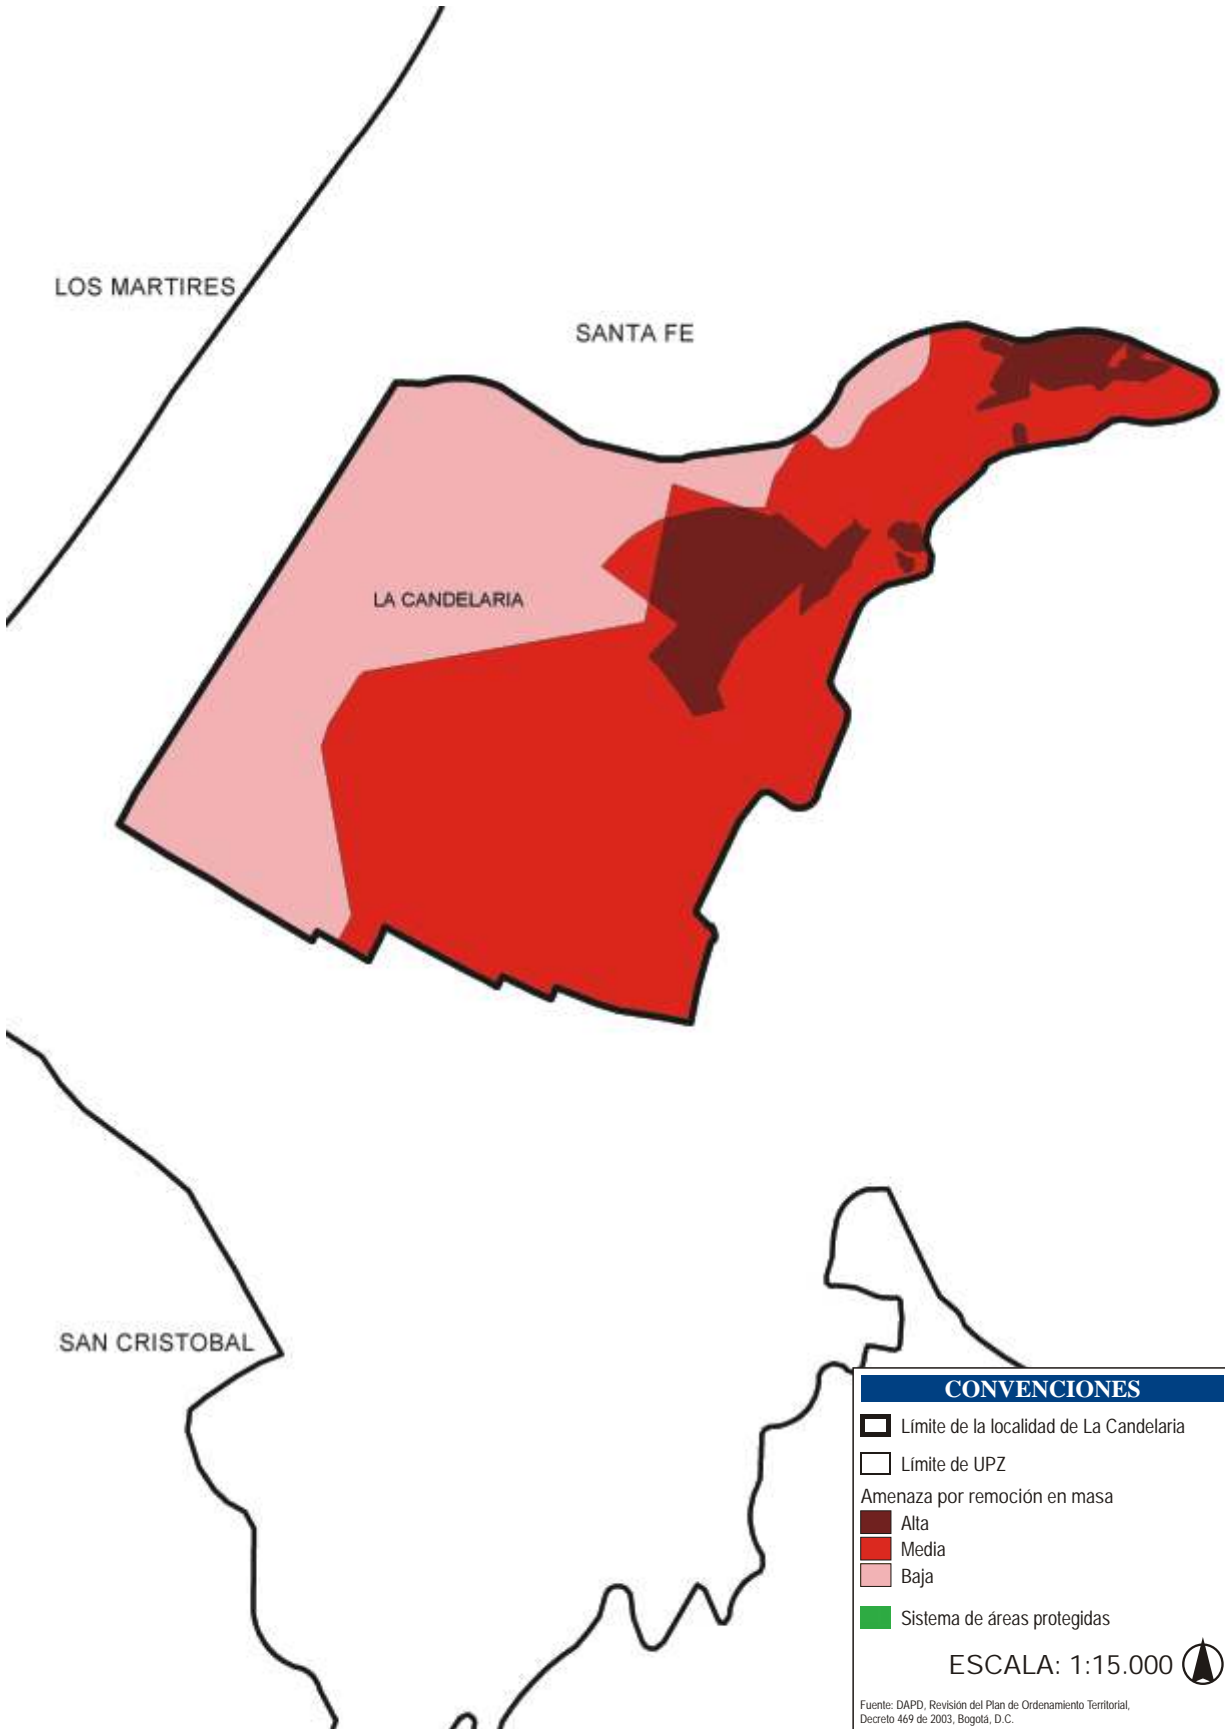 LOS MARTIRES
SANTA FE
LA CANDELARIA
SAN CRISTOBAL
CONVENCIONES
Límite de la localidad de La Candelaria
Límite de UPZ
Amenaza por remoción en masa
Alta
Media
Baja
Sistema de áreas protegidas
ESCALA: 1:15.000
Fuente: DAPD, Revisión del Plan de Ordenamiento Territorial,
Decreto 469 de 2003, Bogotá, D.C.